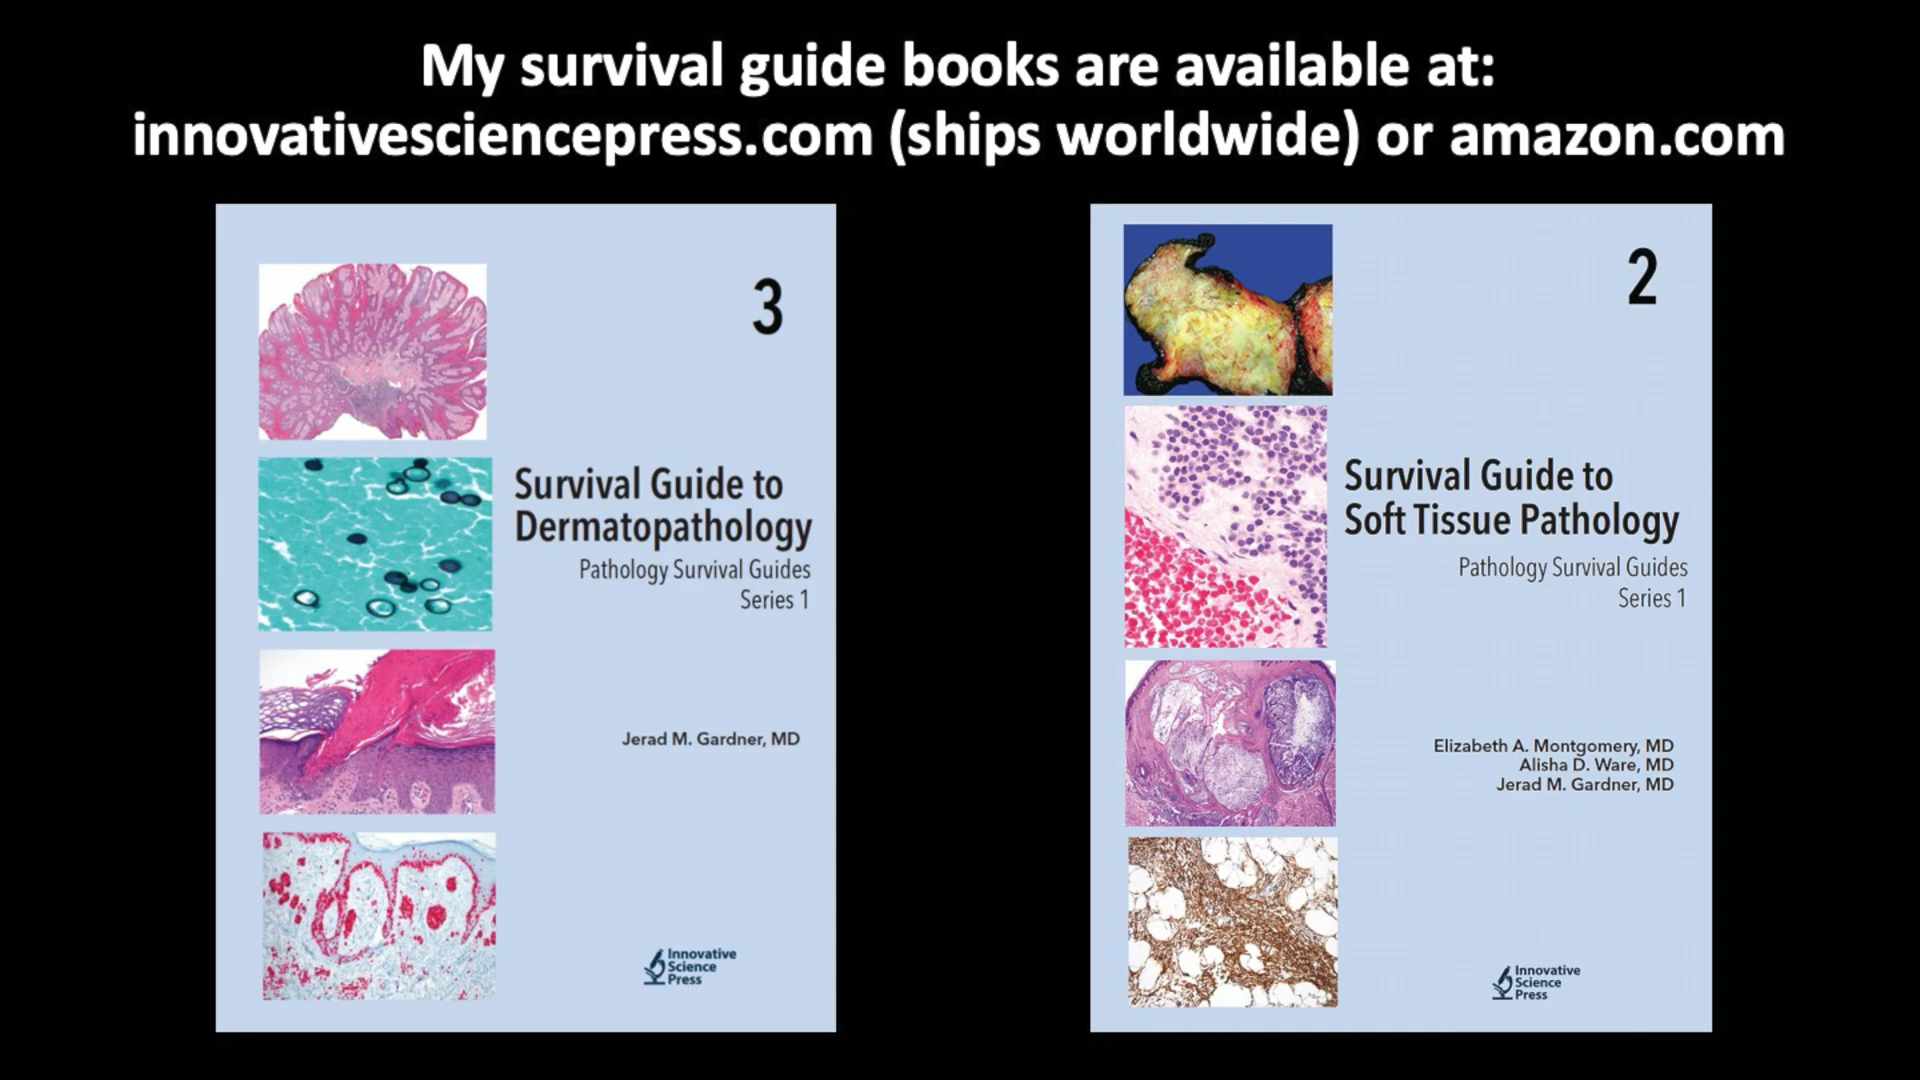 My survival guide books are available at:
innovativesciencepress.com (ships worldwide) or amazon.com
3
Survival Guide to
Dermatopathology
Pathology Survival Guides
Series 1
Jerad M. Gardner, MD
Innovative
Science
Press
2
Survival Guide to
Soft Tissue Pathology
Pathology Survival Guides
Series 1
Elizabeth A. Montgomery, MD
Alisha D. Ware, MD
Jerad M. Gardner, MD
Innovative
Science
Press